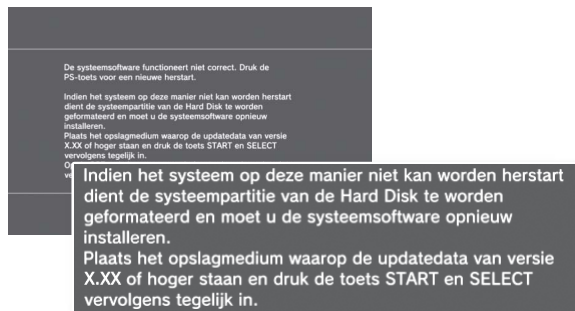 De systeemsoftware functioneert niet correct. Druk de
PS-toets voor een nieuwe herstart.
Indien het systeem op deze manier niet kan worden herstart
dient de systeempartitie van de Hard Disk te worden
geformateerd en moet u de systeemsoftware opnieuw
installeren.
Plaats het opslagmedium waarop de updatedata van versie
X.XX of hoger staan en druk de toets START en SELECT
vervolgens tegelijk in.
Indien het systeem op deze manier niet kan worden herstart
dient de systeempartitie van de Hard Disk te worden
geformateerd en moet u de systeemsoftware opnieuw
installeren.
Plaats het opslagmedium waarop de updatedata van versie
X.XX of hoger staan en druk de toets START en SELECT
vervolgens tegelijk in.